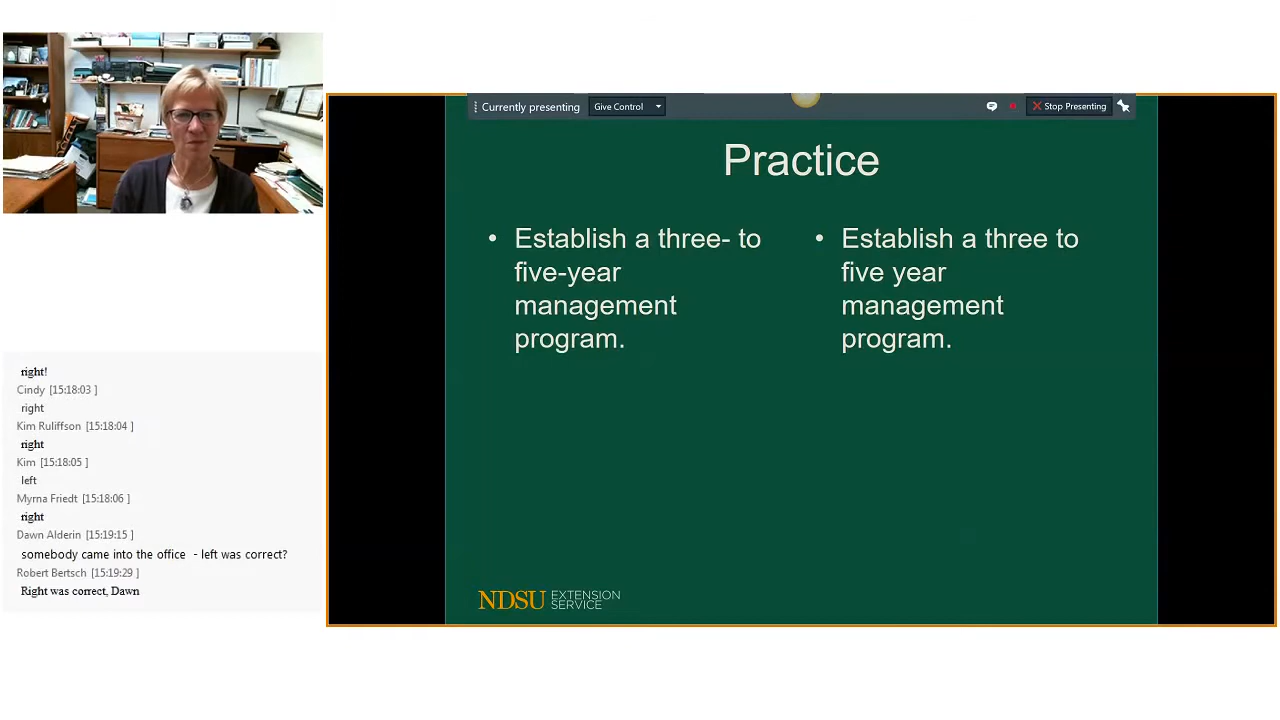 Currently presenting
Give Control
Stop Presenting
Practice
• Establish a three- to
five-year
management
program.
• Establish a three to
five year
management
program.
NDSU EXTENSION
SERVICE
right!
Cindy [15:18:03 ]
right
Kim Ruliffson [15:18:04 ]
right
Kim [15:18:05 ]
left
Myrna Friedt [15:18:06 ]
right
Dawn Alderin [15:19:15 ]
somebody came into the office - left was correct?
Robert Bertsch [15:19:29 ]
Right was correct, Dawn